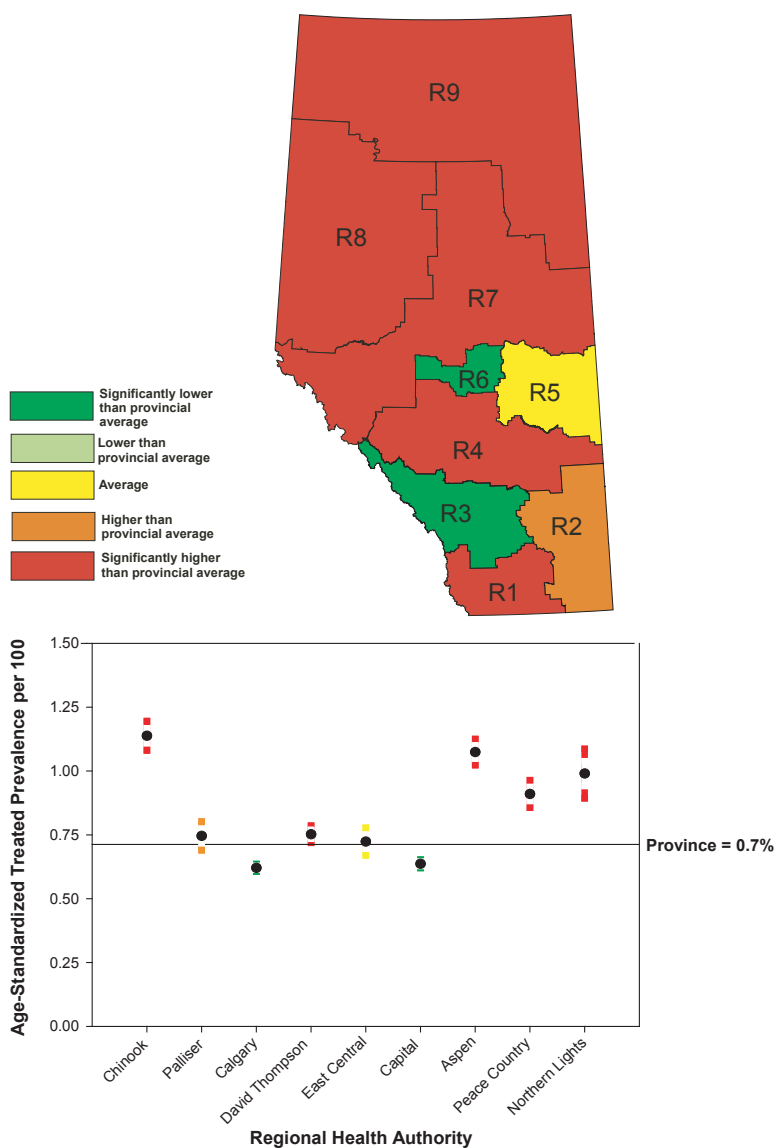 R9
R8
R7
R6
R5
R4
R3
R2
R1
Significantly lower
than provincial
average
Lower than
provincial average
Average
Higher than
provincial average
Significantly higher
than provincial average
Age-Standardized Treated Prevalence per 100
1.50
1.25
1.00
0.75
0.50
0.25
0.00
Province = 0.7%
Chinook
Palliser
Calgary
David Thompson
East Central
Capital
Aspen
Peace Country
Northern Lights
Regional Health Authority